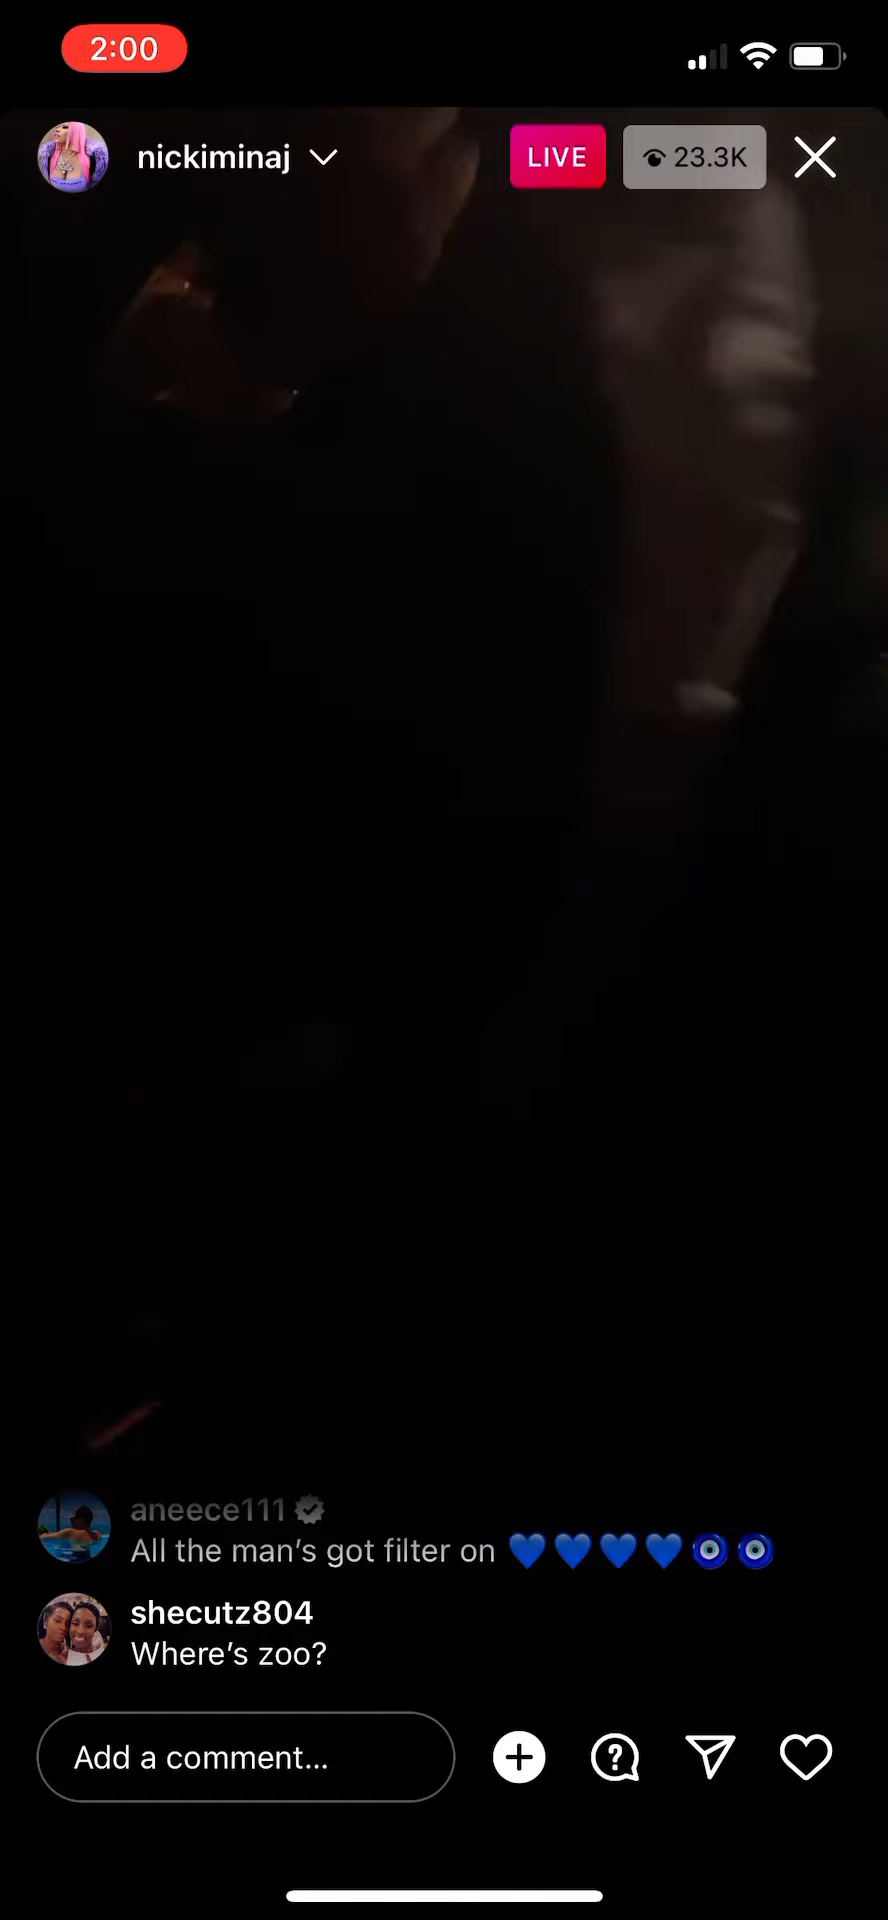 2:00
nickiminaj
LIVE
23.3K
aneece111
All the man's got filter on 💙💙💙💙🧿🧿
shecutz804
Where's zoo?
Add a comment...